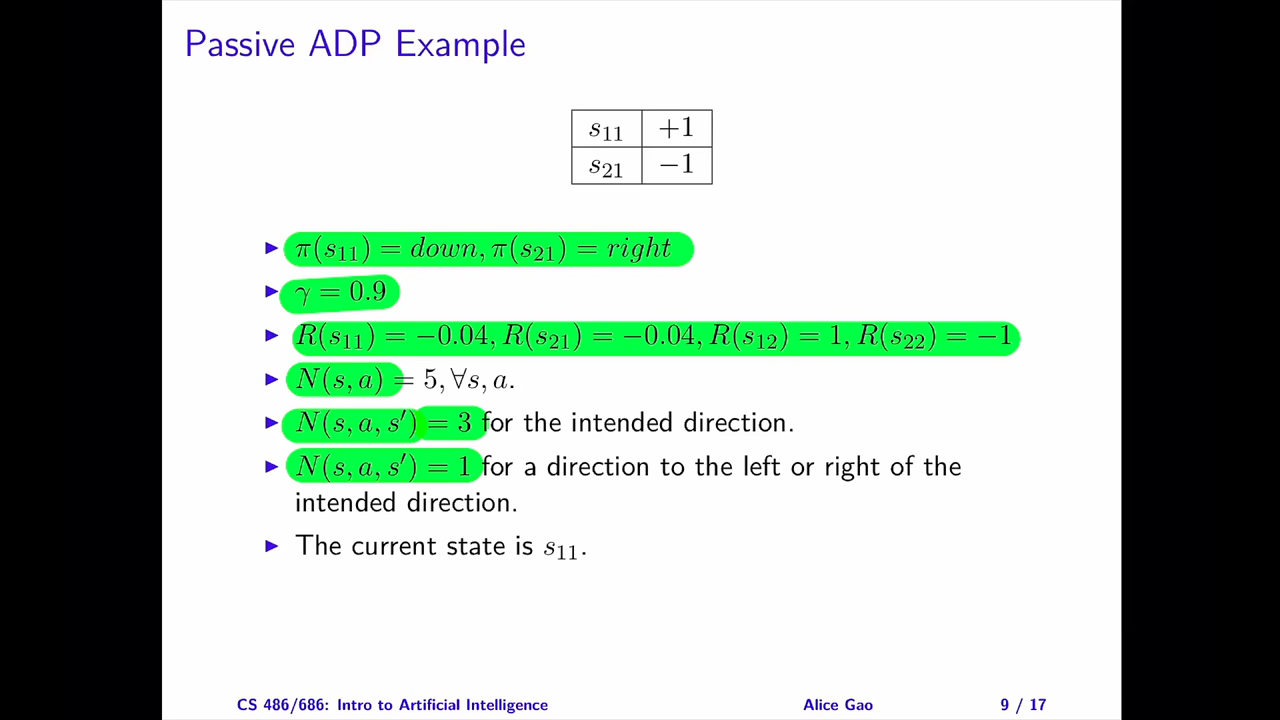 Passive ADP Example
s₁₁ +1
s₂₁ −1
▶ π(s₁₁) = down, π(s₂₁) = right
▶ γ = 0.9
▶ R(s₁₁) = −0.04, R(s₂₁) = −0.04, R(s₁₂) = 1, R(s₂₂) = −1
▶ N(s, a) = 5, ∀s, a.
▶ N(s, a, s′) = 3 for the intended direction.
▶ N(s, a, s′) = 1 for a direction to the left or right of the
intended direction.
▶ The current state is s₁₁.
CS 486/686: Intro to Artificial Intelligence Alice Gao 9 / 17